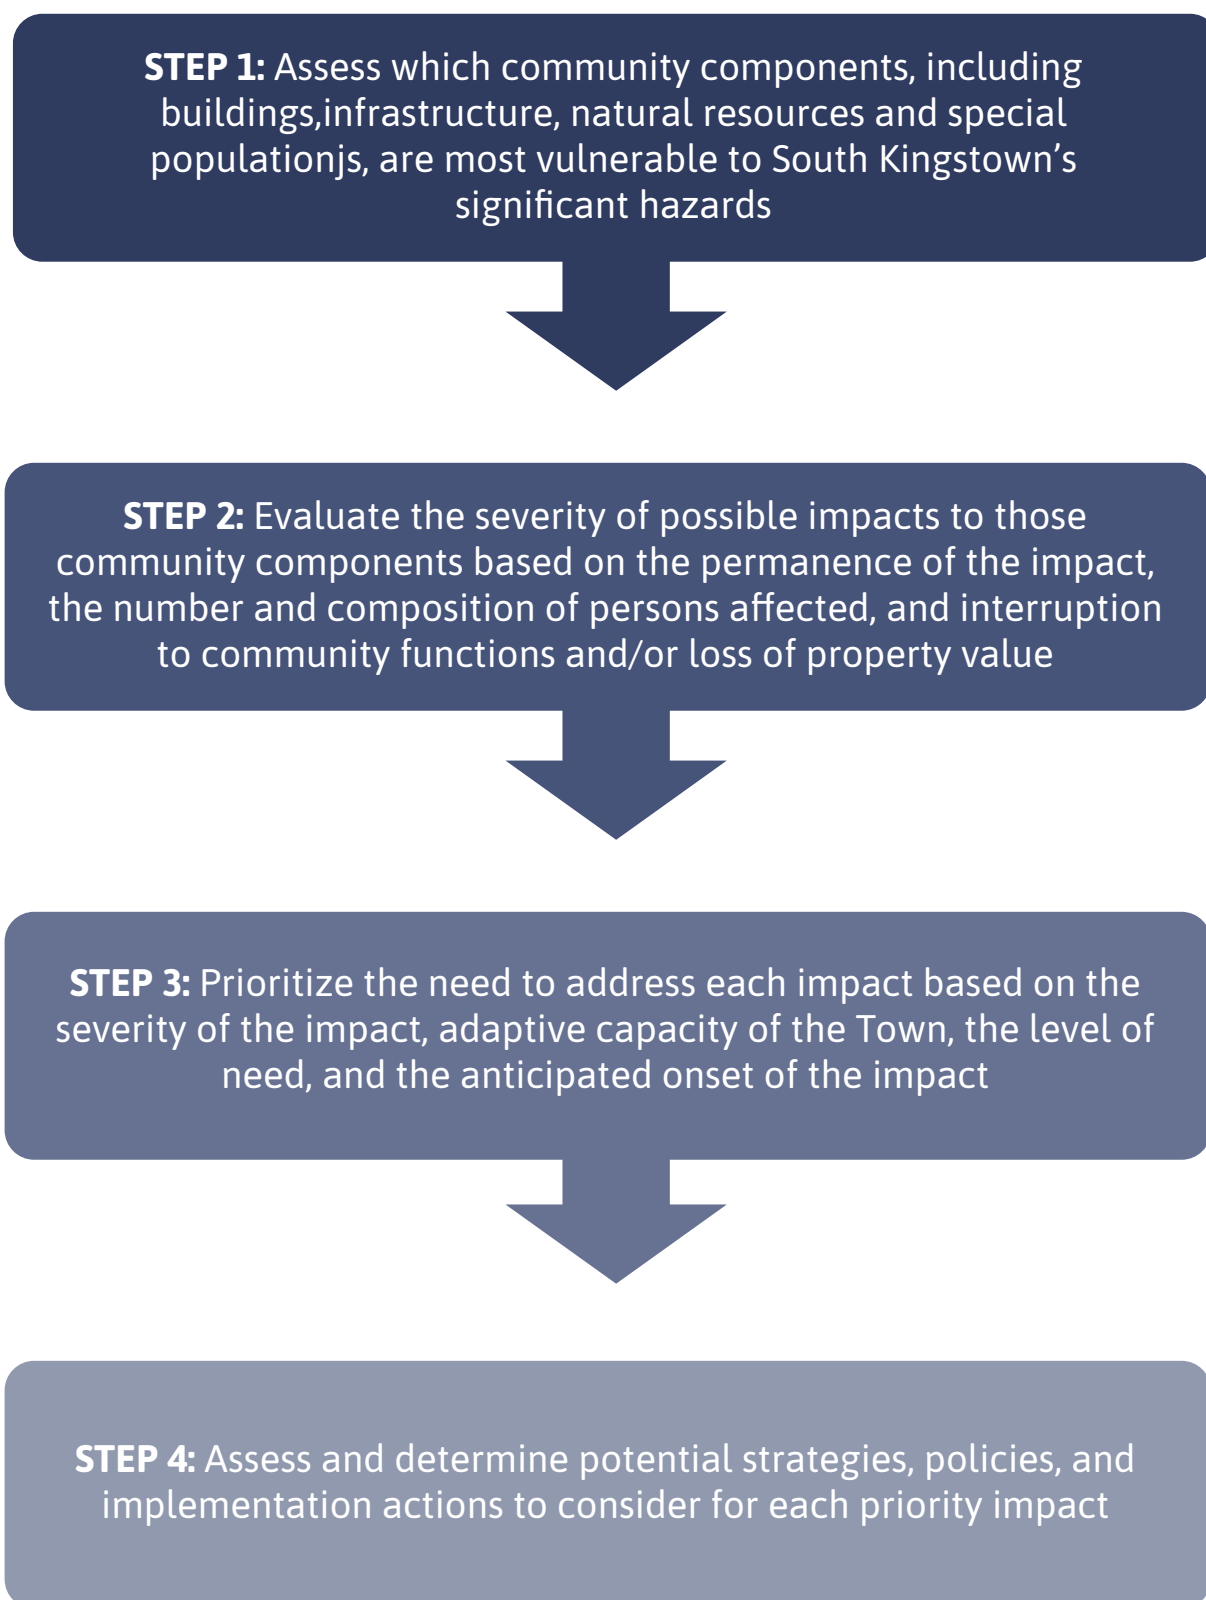 STEP 1: Assess which community components, including
buildings,infrastructure, natural resources and special
populationjs, are most vulnerable to South Kingstown’s
significant hazards
STEP 2: Evaluate the severity of possible impacts to those
community components based on the permanence of the impact,
the number and composition of persons affected, and interruption
to community functions and/or loss of property value
STEP 3: Prioritize the need to address each impact based on the
severity of the impact, adaptive capacity of the Town, the level of
need, and the anticipated onset of the impact
STEP 4: Assess and determine potential strategies, policies, and
implementation actions to consider for each priority impact